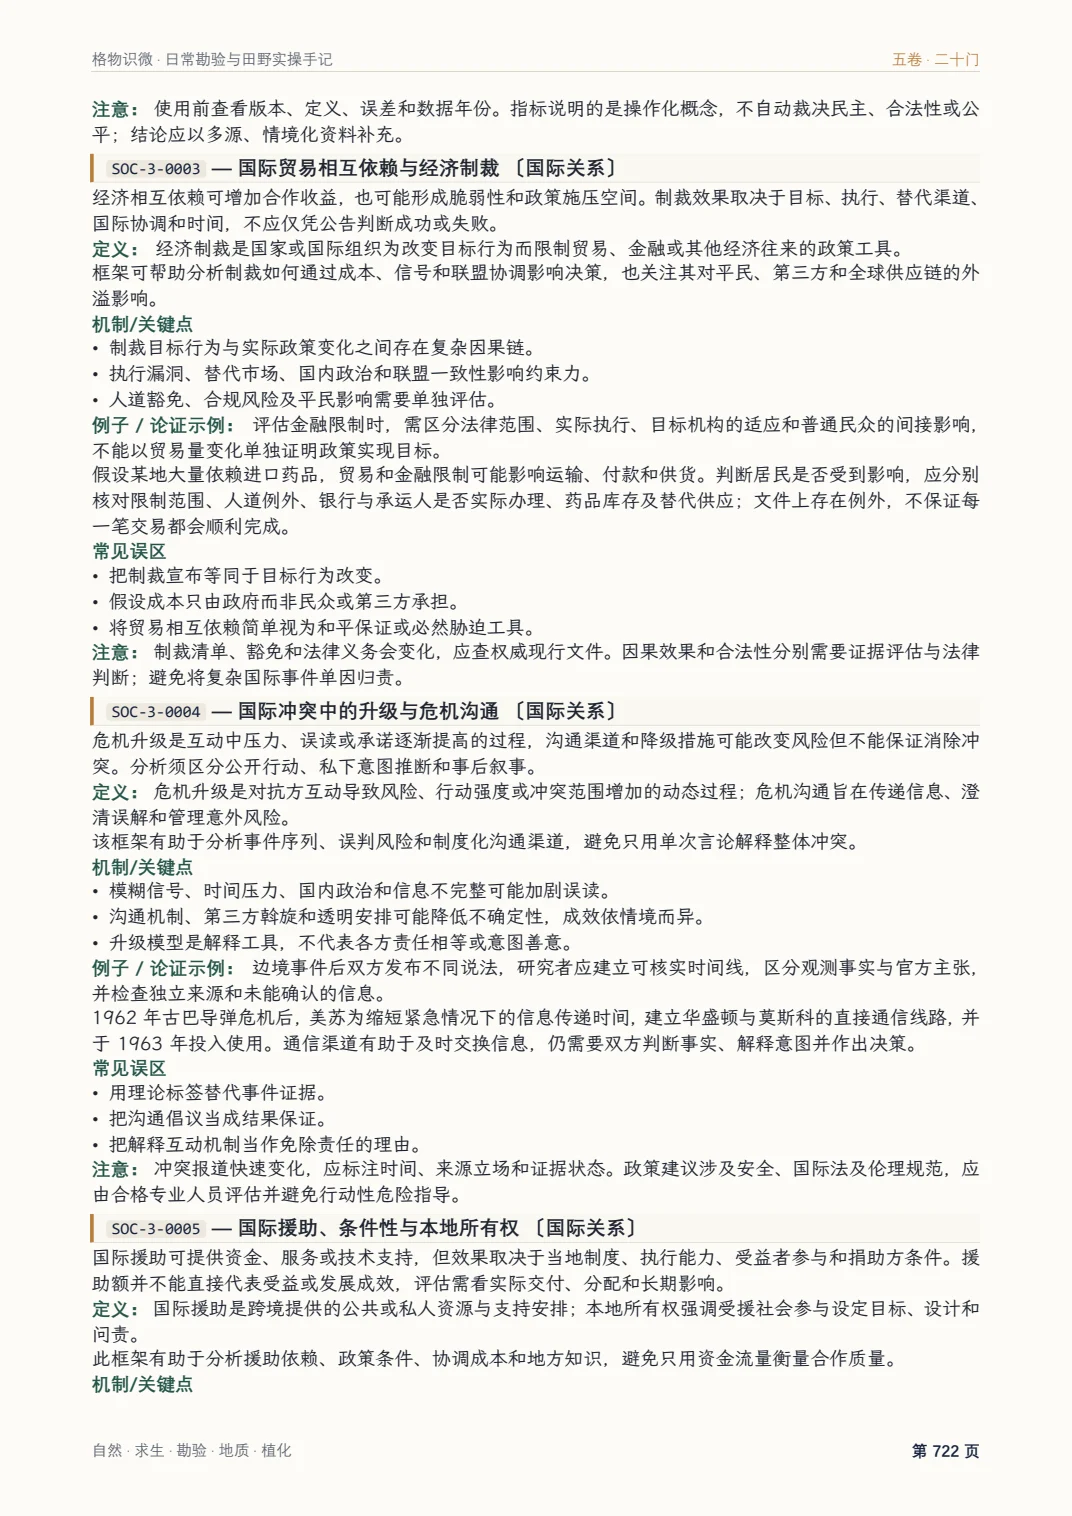 格物识微 · 日常勘验与田野实操手记
五卷 · 二十门
注意： 使用前查看版本、定义、误差和数据年份。指标说明的是操作化概念，不自动裁决民主、合法性或公
平；结论应以多源、情境化资料补充。
SOC-3-0003 — 国际贸易相互依赖与经济制裁 〔国际关系〕
经济相互依赖可增加合作收益，也可能形成脆弱性和政策施压空间。制裁效果取决于目标、执行、替代渠道、
国际协调和时间，不应仅凭公告判断成功或失败。
定义： 经济制裁是国家或国际组织为改变目标行为而限制贸易、金融或其他经济往来的政策工具。
框架可帮助分析制裁如何通过成本、信号和联盟协调影响决策，也关注其对平民、第三方和全球供应链的外
溢影响。
机制/关键点
• 制裁目标行为与实际政策变化之间存在复杂因果链。
• 执行漏洞、替代市场、国内政治和联盟一致性影响约束力。
• 人道豁免、合规风险及平民影响需要单独评估。
例子 / 论证示例： 评估金融限制时，需区分法律范围、实际执行、目标机构的适应和普通民众的间接影响，
不能以贸易量变化单独证明政策实现目标。
假设某地大量依赖进口药品，贸易和金融限制可能影响运输、付款和供货。判断居民是否受到影响，应分别
核对限制范围、人道例外、银行与承运人是否实际办理、药品库存及替代供应；文件上存在例外，不保证每
一笔交易都会顺利完成。
常见误区
• 把制裁宣布等同于目标行为改变。
• 假设成本只由政府而非民众或第三方承担。
• 将贸易相互依赖简单视为和平保证或必然胁迫工具。
注意： 制裁清单、豁免和法律义务会变化，应查权威现行文件。因果效果和合法性分别需要证据评估与法律
判断；避免将复杂国际事件单因归责。
SOC-3-0004 — 国际冲突中的升级与危机沟通 〔国际关系〕
危机升级是互动中压力、误读或承诺逐渐提高的过程，沟通渠道和降级措施可能改变风险但不能保证消除冲
突。分析须区分公开行动、私下意图推断和事后叙事。
定义： 危机升级是对抗方互动导致风险、行动强度或冲突范围增加的动态过程；危机沟通旨在传递信息、澄
清误解和管理意外风险。
该框架有助于分析事件序列、误判风险和制度化沟通渠道，避免只用单次言论解释整体冲突。
机制/关键点
• 模糊信号、时间压力、国内政治和信息不完整可能加剧误读。
• 沟通机制、第三方斡旋和透明安排可能降低不确定性，成效依情境而异。
• 升级模型是解释工具，不代表各方责任相等或意图善意。
例子 / 论证示例： 边境事件后双方发布不同说法，研究者应建立可核实时间线，区分观测事实与官方主张，
并检查独立来源和未能确认的信息。
1962 年古巴导弹危机后，美苏为缩短紧急情况下的信息传递时间，建立华盛顿与莫斯科的直接通信线路，并
于 1963 年投入使用。通信渠道有助于及时交换信息，仍需要双方判断事实、解释意图并作出决策。
常见误区
• 用理论标签替代事件证据。
• 把沟通倡议当成结果保证。
• 把解释互动机制当作免除责任的理由。
注意： 冲突报道快速变化，应标注时间、来源立场和证据状态。政策建议涉及安全、国际法及伦理规范，应
由合格专业人员评估并避免行动性危险指导。
SOC-3-0005 — 国际援助、条件性与本地所有权 〔国际关系〕
国际援助可提供资金、服务或技术支持，但效果取决于当地制度、执行能力、受益者参与和捐助方条件。援
助额并不能直接代表受益或发展成效，评估需看实际交付、分配和长期影响。
定义： 国际援助是跨境提供的公共或私人资源与支持安排；本地所有权强调受援社会参与设定目标、设计和
问责。
此框架有助于分析援助依赖、政策条件、协调成本和地方知识，避免只用资金流量衡量合作质量。
机制/关键点
自然 · 求生 · 勘验 · 地质 · 植化
第 722 页